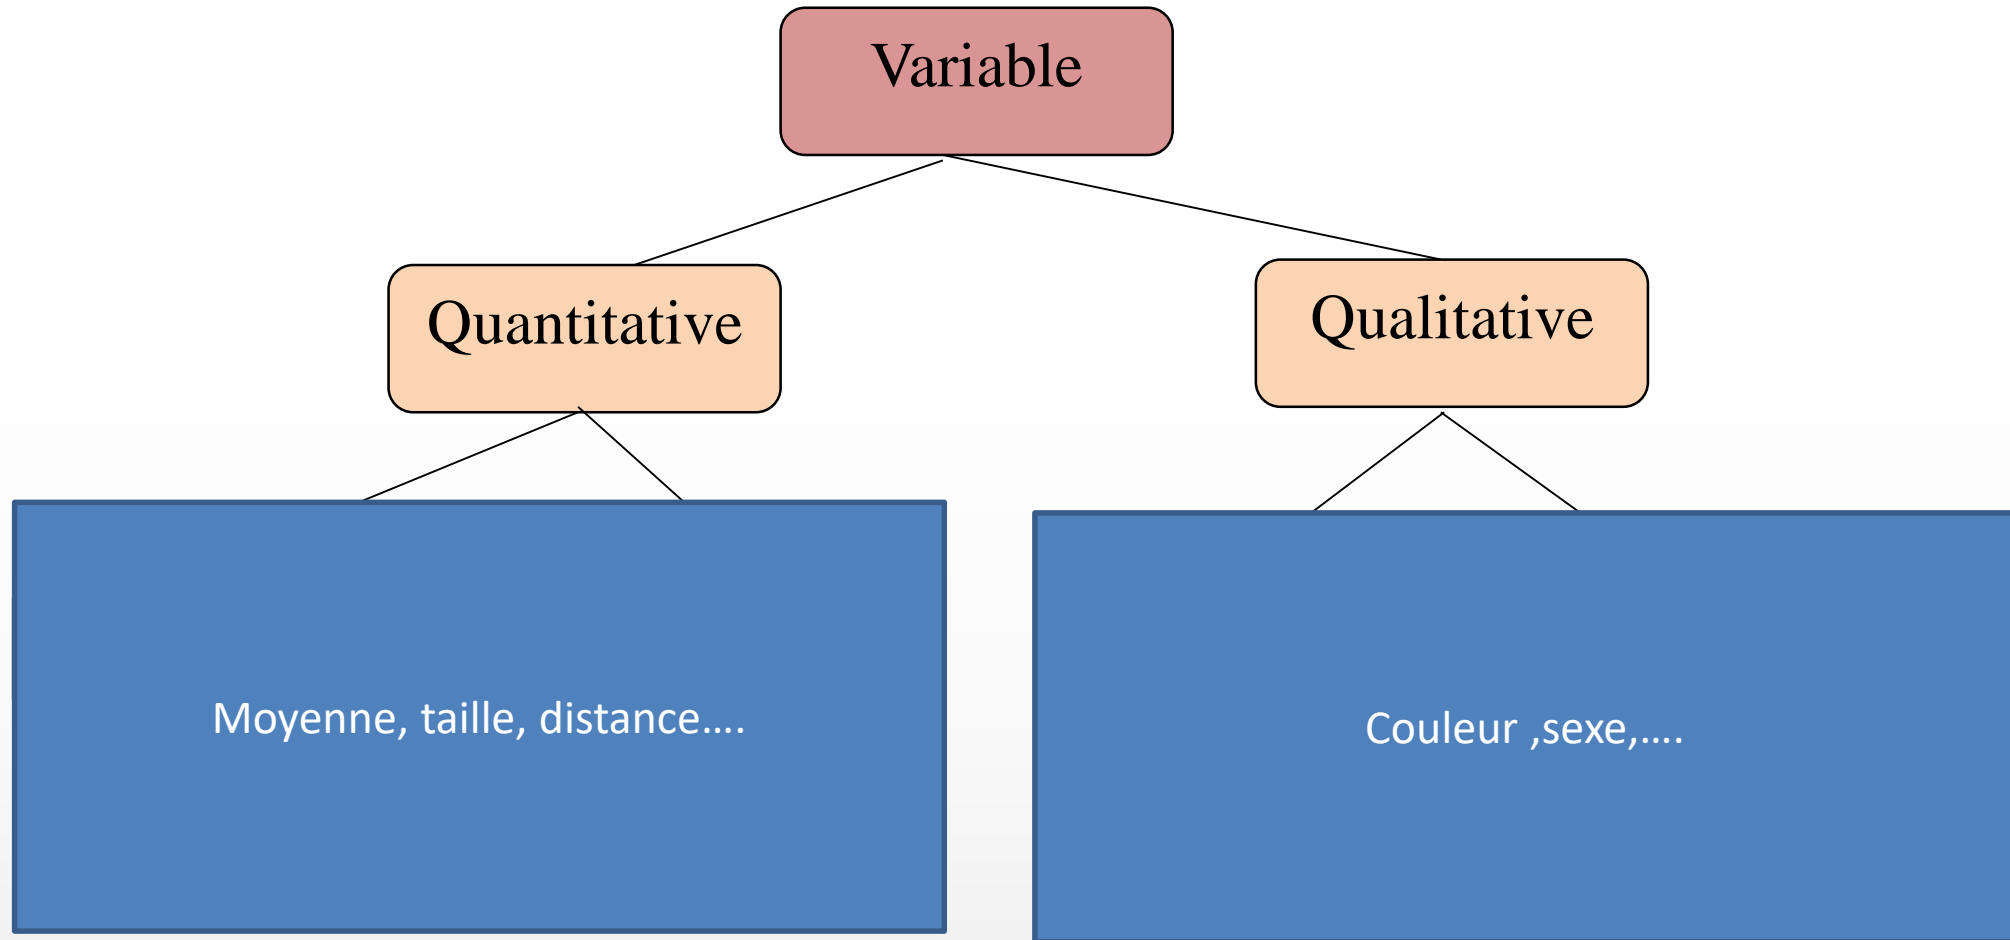 Variable
Quantitative
Qualitative
Moyenne, taille, distance....
Couleur ,sexe,....